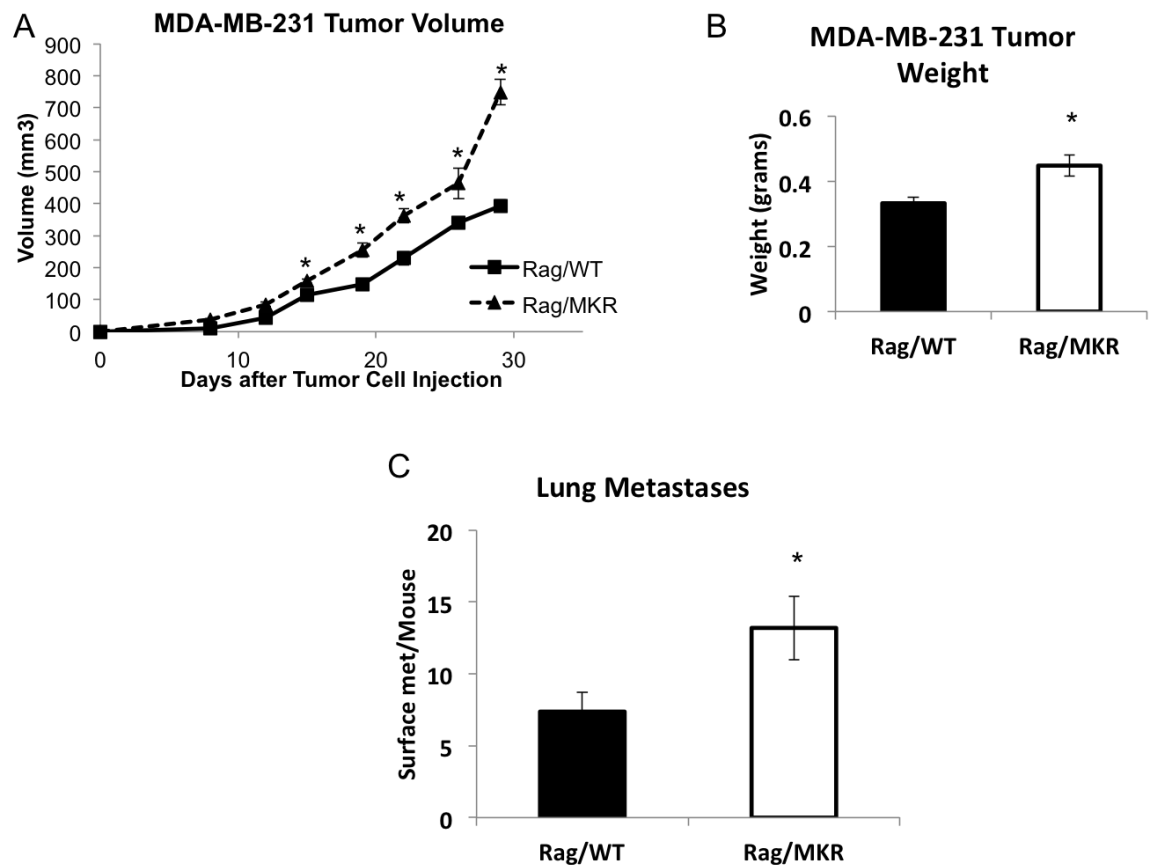 A
MDA-MB-231 Tumor Volume
900
800
700
600
500
400
300
200
100
0
Volume (mm3)
*
*
*
*
*
*
Rag/WT
Rag/MKR
0
10
20
30
Days after Tumor Cell Injection
B
MDA-MB-231 Tumor
Weight
0.6
0.4
0.2
0
Weight (grams)
*
Rag/WT
Rag/MKR
C
Lung Metastases
20
15
10
5
0
Surface met/Mouse
*
Rag/WT
Rag/MKR